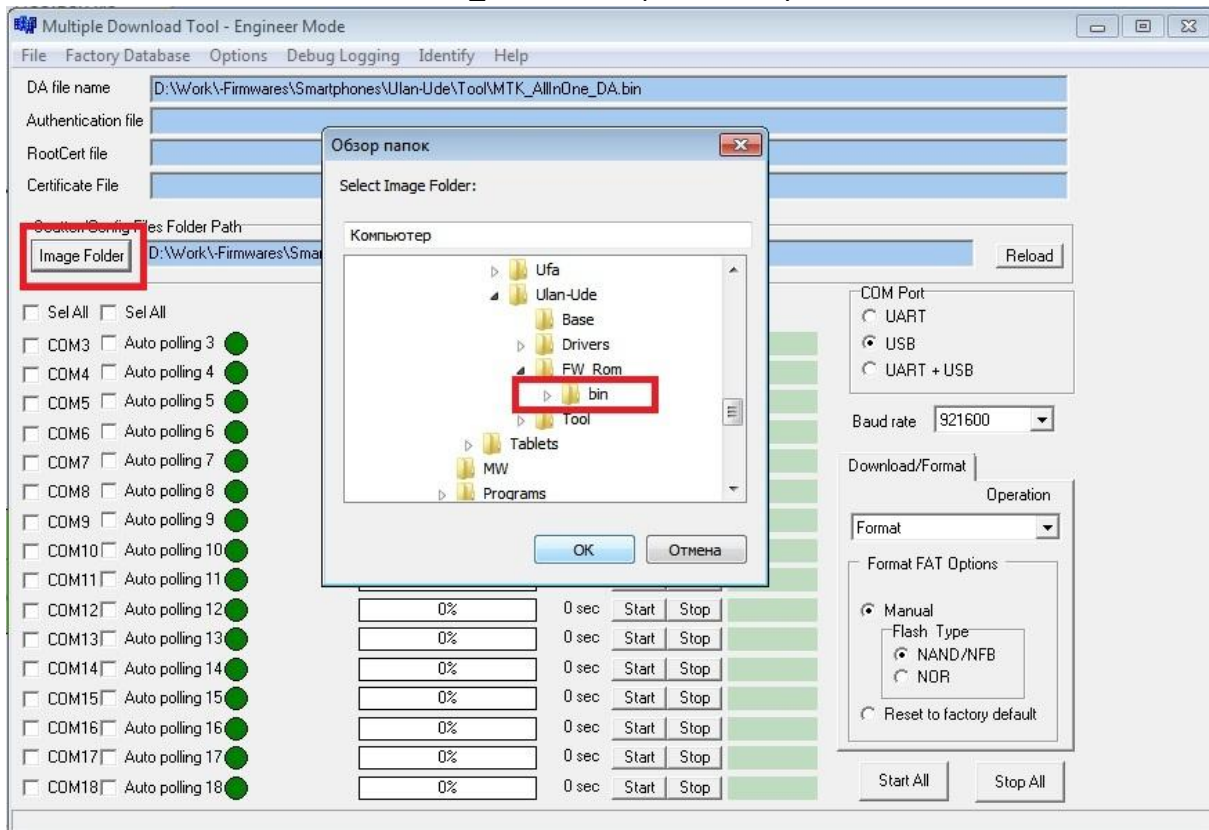 Multiple Download Tool - Engineer Mode
File Factory Database Options Debug Logging Identify Help
DA file name D:\Work\-Firmwares\Smartphones\Ulan-Ude\Tool\MTK_AllInOne_DA.bin
Authentication file
RootCert file
Certificate File
Обзор папок
Select Image Folder:
Компьютер
Ufa
Ulan-Ude
Base
Drivers
FW_Rom
bin
Tool
Tablets
MW
Programs
OK Отмена
Files Folder Path
Image Folder D:\Work\-Firmwares\Smar Reload
Sel All Sel All
COM3 Auto polling 3
COM4 Auto polling 4
COM5 Auto polling 5
COM6 Auto polling 6
COM7 Auto polling 7
COM8 Auto polling 8
COM9 Auto polling 9
COM10 Auto polling 10
COM11 Auto polling 11
COM12 Auto polling 12 0% 0 sec Start Stop
COM13 Auto polling 13 0% 0 sec Start Stop
COM14 Auto polling 14 0% 0 sec Start Stop
COM15 Auto polling 15 0% 0 sec Start Stop
COM16 Auto polling 16 0% 0 sec Start Stop
COM17 Auto polling 17 0% 0 sec Start Stop
COM18 Auto polling 18 0% 0 sec Start Stop
COM Port
UART
USB
UART + USB
Baud rate 921600
Download/Format
Operation
Format
Format FAT Options
Manual
Flash Type
NAND/NFB
NOR
Reset to factory default
Start All Stop All